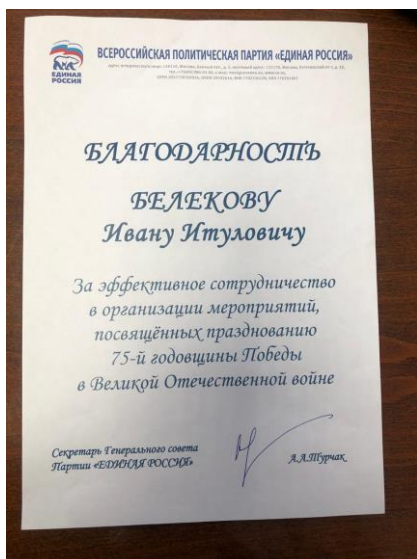 ЕДИНАЯ
РОССИЯ
ВСЕРОССИЙСКАЯ ПОЛИТИЧЕСКАЯ ПАРТИЯ «ЕДИНАЯ РОССИЯ»
БЛАГОДАРНОСТЬ
БЕЛЕКОВУ
Ивану Итуловичу
За эффективное сотрудничество
в организации мероприятий,
посвящённых празднованию
75-й годовщины Победы
в Великой Отечественной войне
Секретарь Генерального совета
Партии «ЕДИНАЯ РОССИЯ»
А.А.Турчак